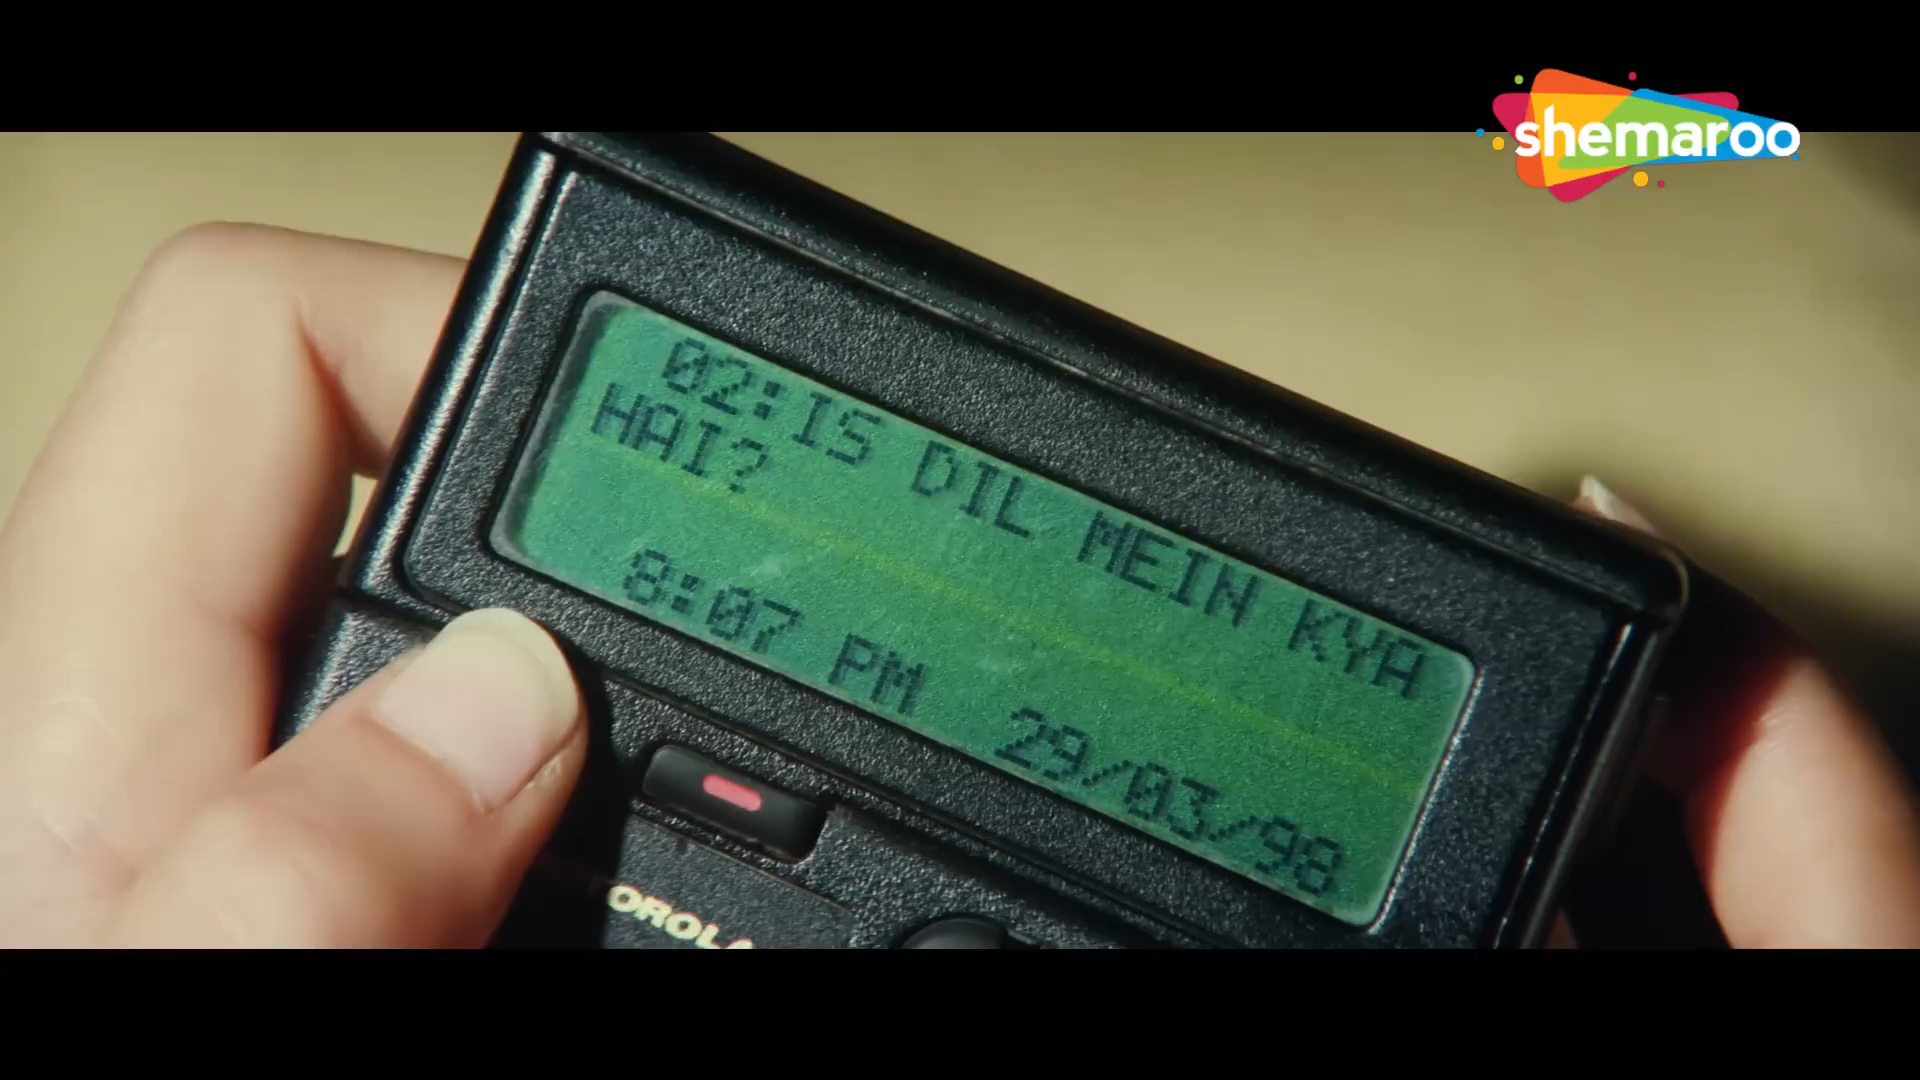 shemaroo
02:IS DIL MEIN KYA
HAI?
8:07 PM 29/03/98
OROLA